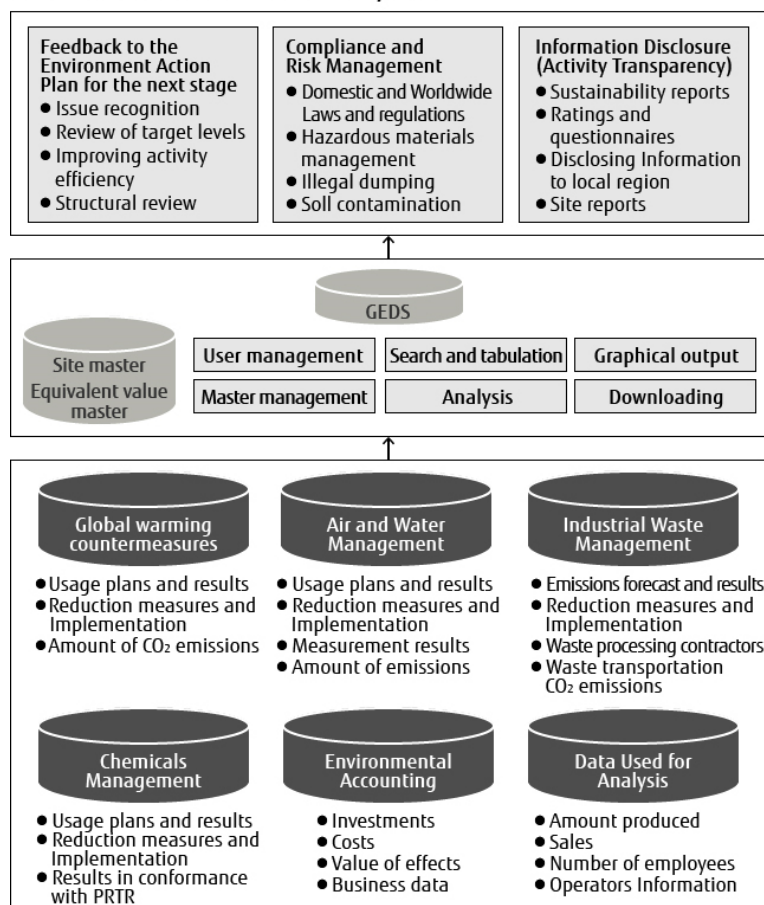 Feedback to the
Environment Action
Plan for the next stage
● Issue recognition
● Review of target levels
● Improving activity
efficiency
● Structural review
Compliance and
Risk Management
● Domestic and Worldwide
Laws and regulations
● Hazardous materials
management
● Illegal dumping
● Soll contamination
Information Disclosure
(Activity Transparency)
● Sustainability reports
● Ratings and
questionnaires
● Disclosing Information
to local region
● Site reports
GEDS
Site master
Equivalent value
master
User management
Search and tabulation
Graphical output
Master management
Analysis
Downloading
Global warming
countermeasures
● Usage plans and results
● Reduction measures and
Implementation
● Amount of CO₂ emissions
Air and Water
Management
● Usage plans and results
● Reduction measures and
Implementation
● Measurement results
● Amount of emissions
Industrial Waste
Management
● Emissions forecast and results
● Reduction measures and
Implementation
● Waste processing contractors
● Waste transportation
CO₂ emissions
Chemicals
Management
● Usage plans and results
● Reduction measures and
Implementation
● Results in conformance
with PRTR
Environmental
Accounting
● Investments
● Costs
● Value of effects
● Business data
Data Used for
Analysis
● Amount produced
● Sales
● Number of employees
● Operators Information